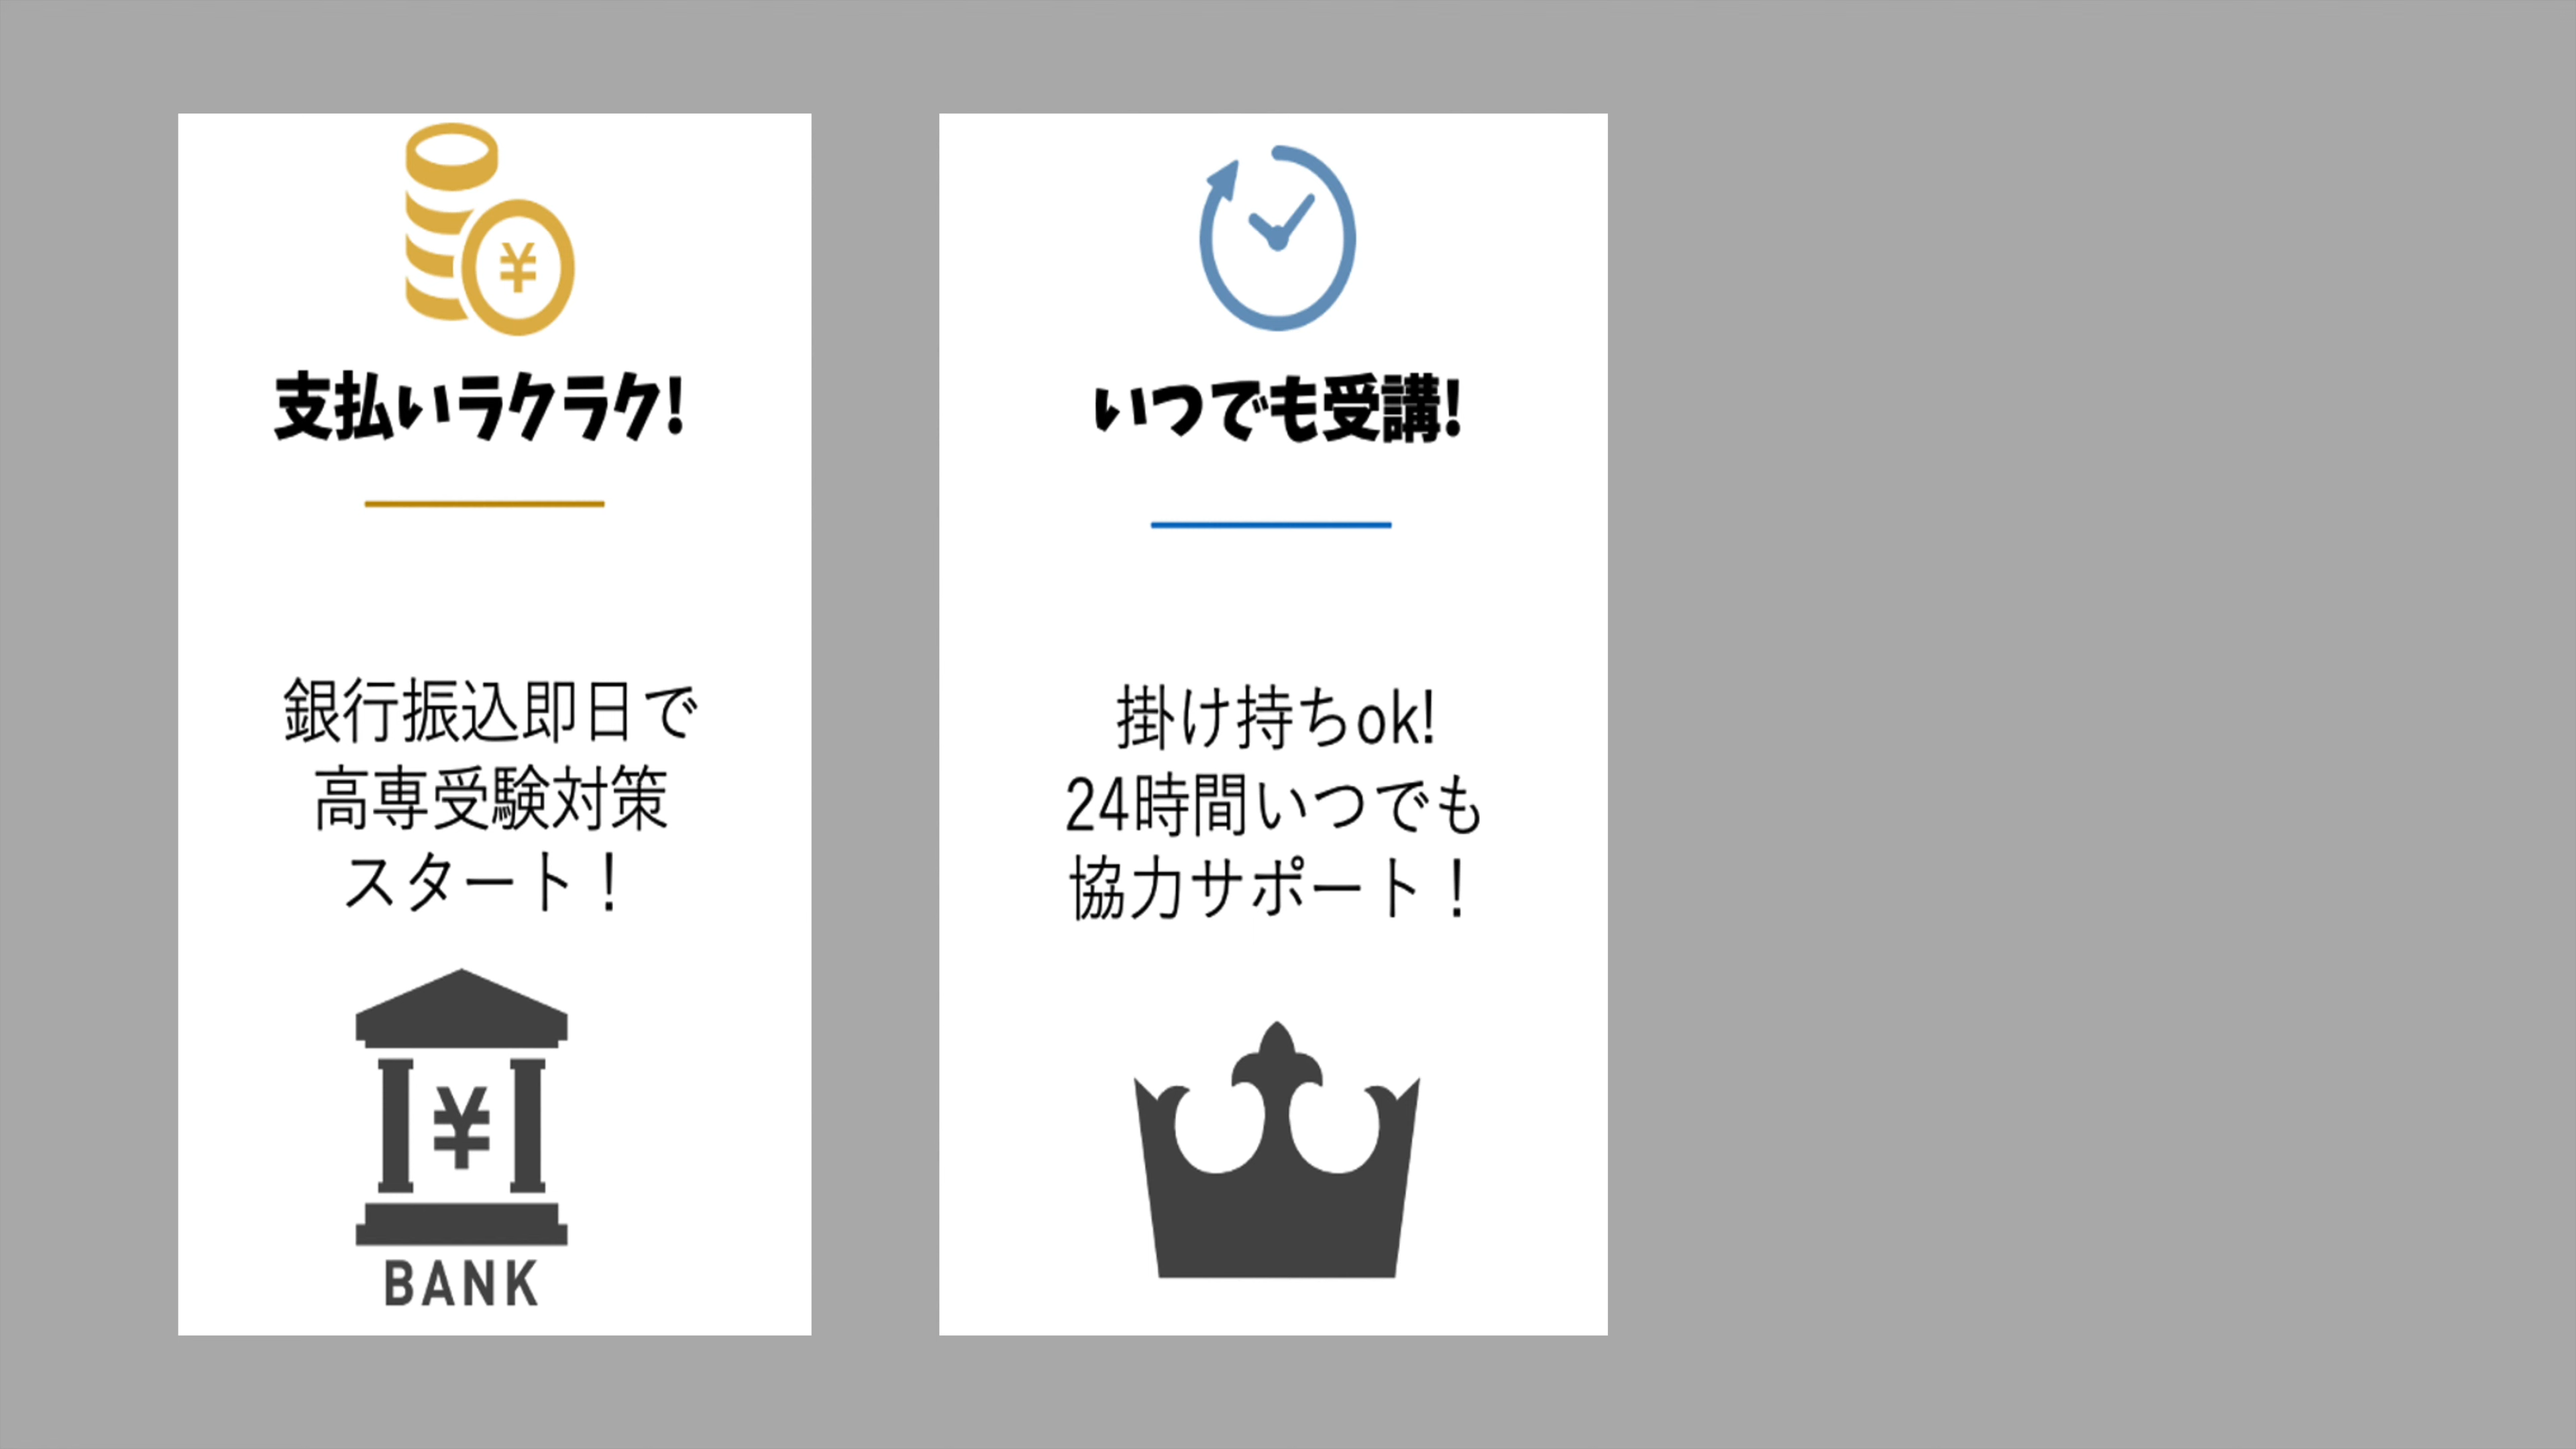 ¥
支払いラクラク!
銀行振込即日で
高専受験対策
スタート！
¥
BANK
いつでも受講!
掛け持ちok!
24時間いつでも
協力サポート！